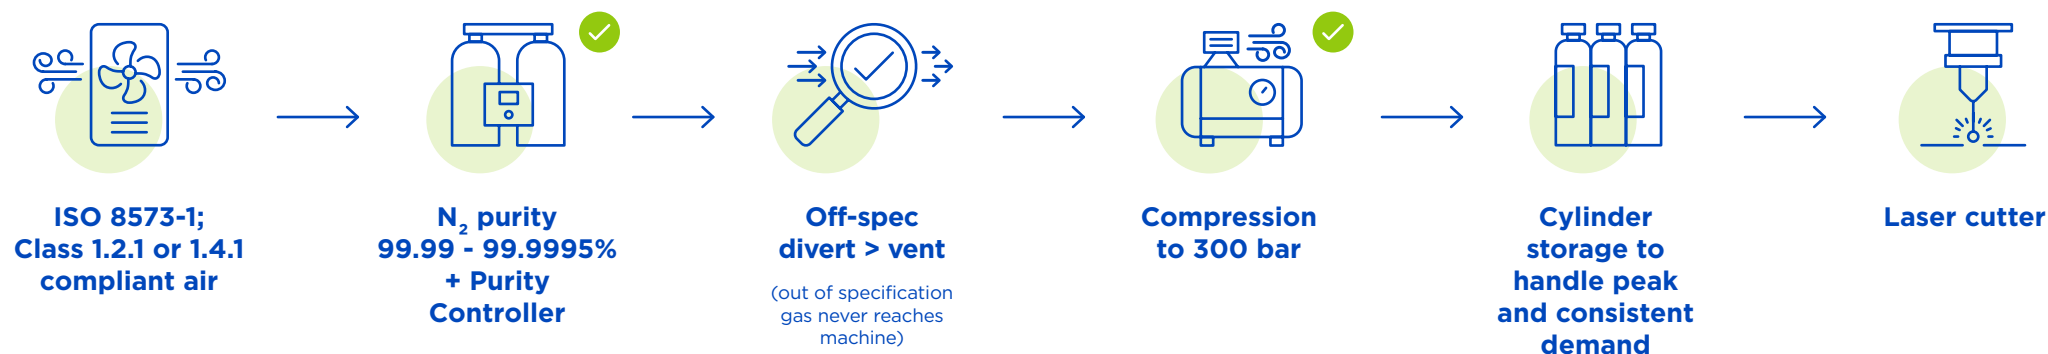 ISO 8573-1;
Class 1.2.1 or 1.4.1
compliant air
N₂ purity
99.99 - 99.9995%
+ Purity
Controller
Off-spec
divert > vent
(out of specification
gas never reaches
machine)
Compression
to 300 bar
Cylinder
storage to
handle peak
and consistent
demand
Laser cutter